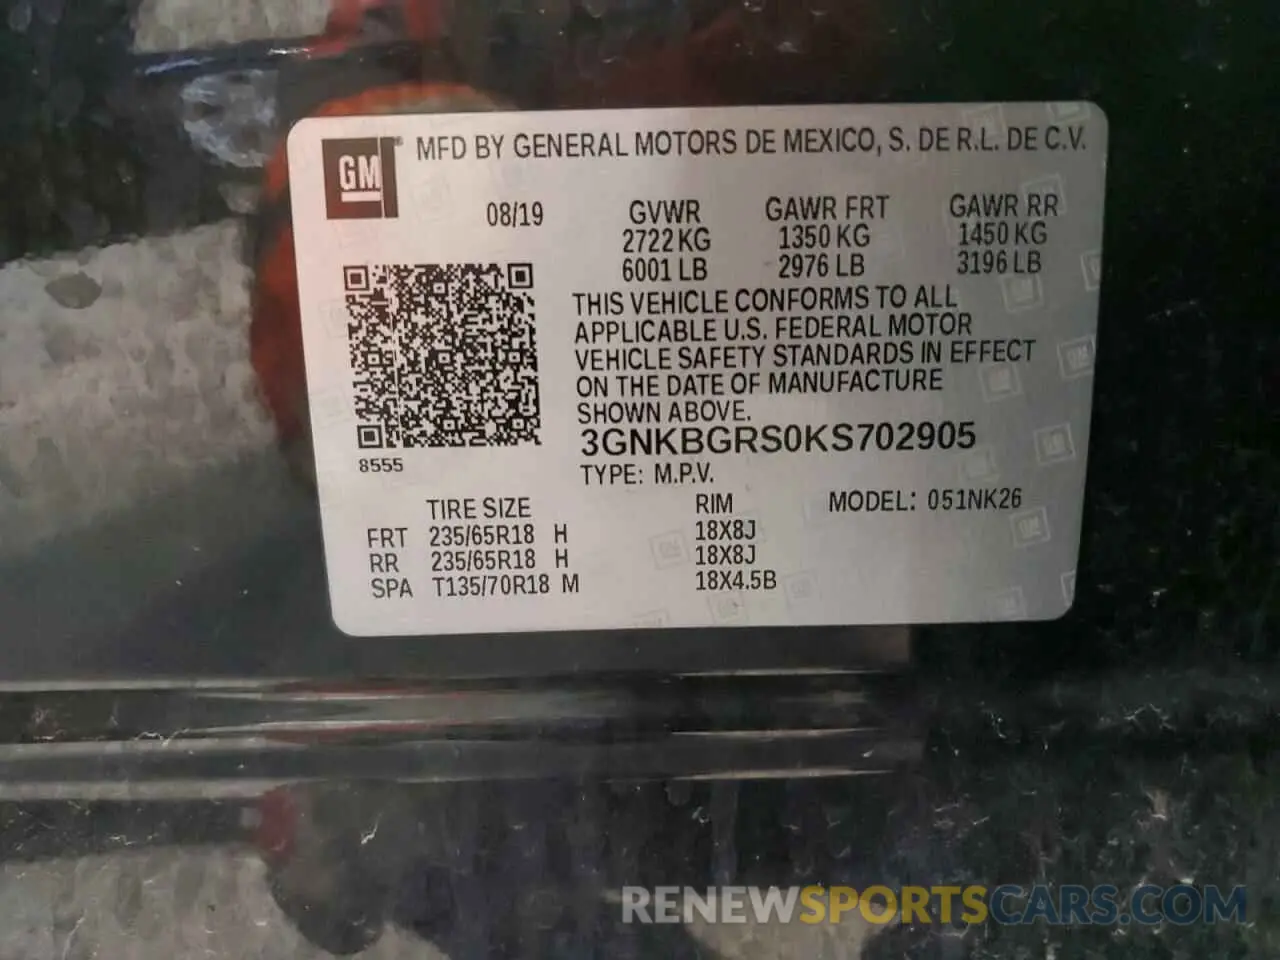 GM® MFD BY GENERAL MOTORS DE MEXICO, S. DE R.L. DE C.V.
08/19 GVWR GAWR FRT GAWR RR
2722 KG 1350 KG 1450 KG
6001 LB 2976 LB 3196 LB
THIS VEHICLE CONFORMS TO ALL
APPLICABLE U.S. FEDERAL MOTOR
VEHICLE SAFETY STANDARDS IN EFFECT
ON THE DATE OF MANUFACTURE
SHOWN ABOVE.
3GNKBGRS0KS702905
8555
TYPE: M.P.V.
TIRE SIZE RIM MODEL: 051NK26
FRT 235/65R18 H 18X8J
RR 235/65R18 H 18X8J
SPA T135/70R18 M 18X4.5B
RENEWSPORTSCARS.COM